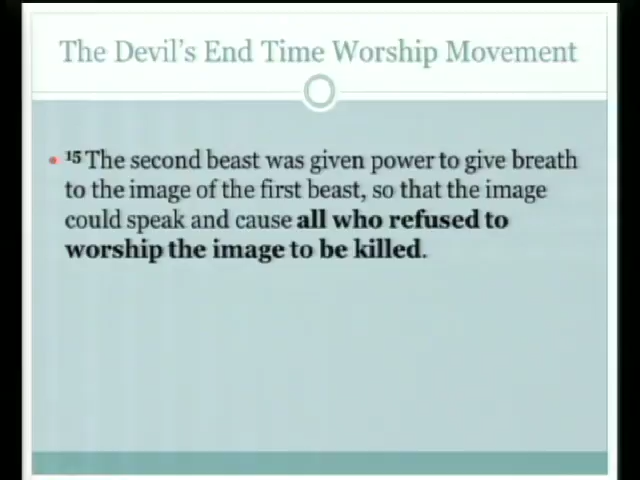 The Devil's End Time Worship Movement
• ¹⁵ The second beast was given power to give breath
to the image of the first beast, so that the image
could speak and cause all who refused to
worship the image to be killed.